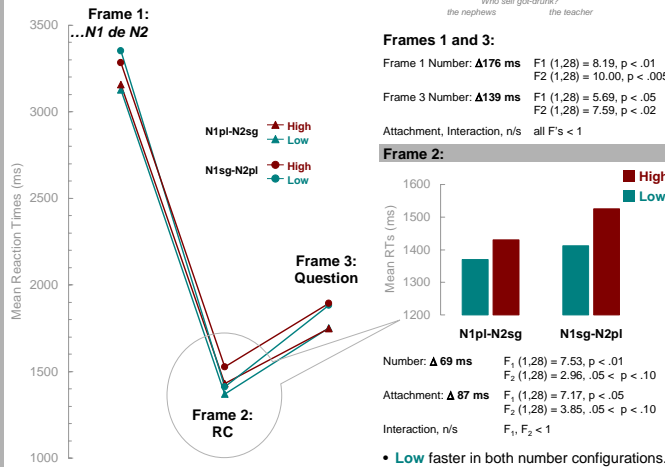 Who self got-drunk?
the nephews the teacher
Frame 1:
...N1 de N2
3500
3000
2500
2000
1500
1000
Mean Reaction Times (ms)
N1pl-N2sg High
Low
N1sg-N2pl High
Low
Frame 3:
Question
Frame 2:
RC
Frames 1 and 3:
Frame 1 Number: Δ176 ms F1 (1,28) = 8.19, p < .01
F2 (1,28) = 10.00, p < .005
Frame 3 Number: Δ139 ms F1 (1,28) = 5.69, p < .05
F2 (1,28) = 7.59, p < .02
Attachment, Interaction, n/s all F's < 1
Frame 2:
1600
1500
1400
1300
1200
Mean RTs (ms)
High
Low
N1pl-N2sg N1sg-N2pl
Number: Δ 69 ms F₁ (1,28) = 7.53, p < .01
F₂ (1,28) = 2.96, .05 < p < .10
Attachment: Δ 87 ms F₁ (1,28) = 7.17, p < .05
F₂ (1,28) = 3.85, .05 < p < .10
Interaction, n/s F₁, F₂ < 1
• Low faster in both number configurations.